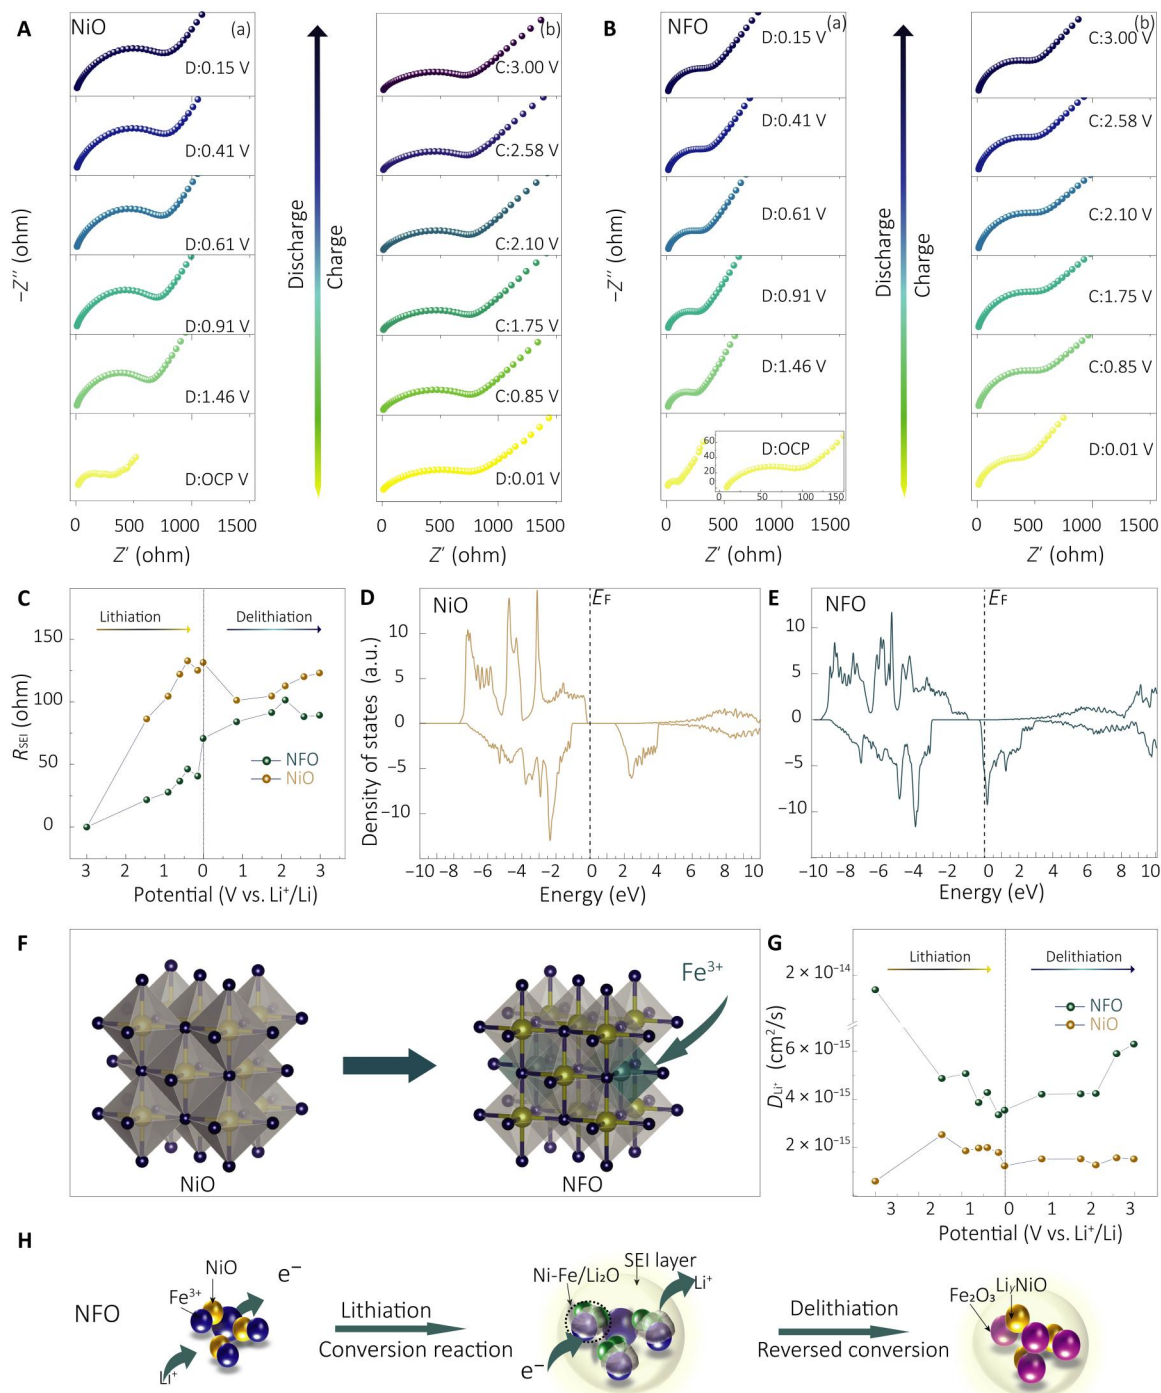 A
NiO
(a)
D:0.15 V
D:0.41 V
D:0.61 V
D:0.91 V
D:1.46 V
D:OCP V
−Z″ (ohm)
0 500 1000 1500
Z′ (ohm)
Discharge
Charge
(b)
C:3.00 V
C:2.58 V
C:2.10 V
C:1.75 V
C:0.85 V
D:0.01 V
0 500 1000 1500
Z′ (ohm)
B
NFO
(a)
D:0.15 V
D:0.41 V
D:0.61 V
D:0.91 V
D:1.46 V
D:OCP
60
40
20
0
0 50 100 150
−Z″ (ohm)
0 500 1000 1500
Z′ (ohm)
Discharge
Charge
(b)
C:3.00 V
C:2.58 V
C:2.10 V
C:1.75 V
C:0.85 V
D:0.01 V
0 500 1000 1500
Z′ (ohm)
C
Lithiation
Delithiation
150
100
50
0
RSEI (ohm)
NFO
NiO
3 2 1 0 1 2 3
Potential (V vs. Li⁺/Li)
D
NiO
EF
10
5
0
−5
−10
Density of states (a.u.)
−10 −8 −6 −4 −2 0 2 4 6 8 10
Energy (eV)
E
NFO
EF
10
5
0
−5
−10
−10 −8 −6 −4 −2 0 2 4 6 8 10
Energy (eV)
F
Fe³⁺
NiO
NFO
G
Lithiation
Delithiation
2 × 10⁻¹⁴
6 × 10⁻¹⁵
4 × 10⁻¹⁵
2 × 10⁻¹⁵
DLi⁺ (cm²/s)
NFO
NiO
3 2 1 0 1 2 3
Potential (V vs. Li⁺/Li)
H
NFO
NiO
Fe³⁺
e⁻
Li⁺
Lithiation
Conversion reaction
SEI layer
Ni-Fe/Li₂O
Li⁺
e⁻
Delithiation
Reversed conversion
LiyNiO
Fe₂O₃